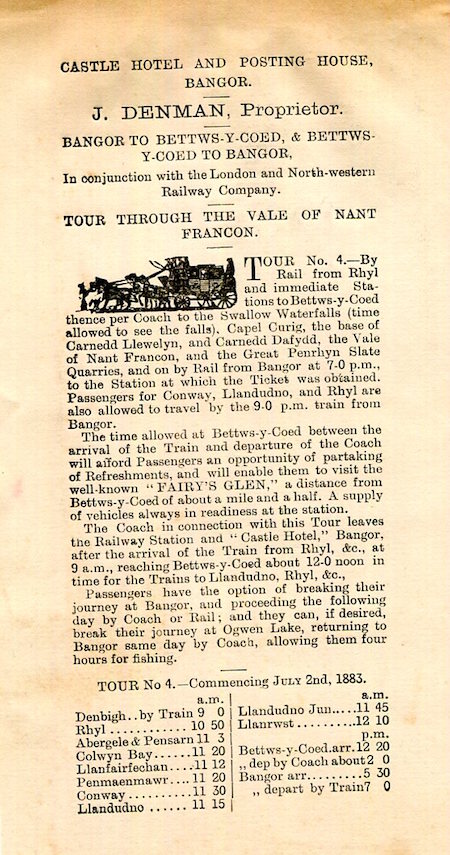 CASTLE HOTEL AND POSTING HOUSE,
BANGOR.
J. DENMAN, Proprietor.
BANGOR TO BETTWS-Y-COED, & BETTWS-
Y-COED TO BANGOR,
In conjunction with the London and North-western
Railway Company.
TOUR THROUGH THE VALE OF NANT
FRANCON.
TOUR No. 4.—By
Rail from Rhyl
and immediate Sta-
tions to Bettws-y-Coed
thence per Coach to the Swallow Waterfalls (time
allowed to see the falls), Capel Curig, the base of
Carnedd Llewelyn, and Carnedd Dafydd, the Vale
of Nant Francon, and the Great Penrhyn Slate
Quarries, and on by Rail from Bangor at 7-0 p.m.,
to the Station at which the Ticket was obtained.
Passengers for Conway, Llandudno, and Rhyl are
also allowed to travel by the 9-0 p.m. train from
Bangor.
The time allowed at Bettws-y-Coed between the
arrival of the Train and departure of the Coach
will afford Passengers an opportunity of partaking
of Refreshments, and will enable them to visit the
well-known "FAIRY'S GLEN," a distance from
Bettws-y-Coed of about a mile and a half. A supply
of vehicles always in readiness at the station.
The Coach in connection with this Tour leaves
the Railway Station and "Castle Hotel," Bangor,
after the arrival of the Train from Rhyl, &c., at
9 a.m., reaching Bettws-y-Coed about 12-0 noon in
time for the Trains to Llandudno, Rhyl, &c.,
Passengers have the option of breaking their
journey at Bangor, and proceeding the following
day by Coach or Rail; and they can, if desired,
break their journey at Ogwen Lake, returning to
Bangor same day by Coach, allowing them four
hours for fishing.
TOUR No 4.—Commencing JULY 2nd, 1883.
a.m.
Denbigh..by Train 9 0
Rhyl ............ 10 50
Abergele & Pensarn 11 3
Colwyn Bay ...... 11 20
Llanfairfechan.... 11 12
Penmaenmawr.... 11 20
Conway.......... 11 30
Llandudno ...... 11 15
a.m.
Llandudno Jun.....11 45
Llanrwst .........12 10
p.m.
Bettws-y-Coed.arr.12 20
„ dep by Coach about 2 0
Bangor arr.........5 30
„ depart by Train 7 0